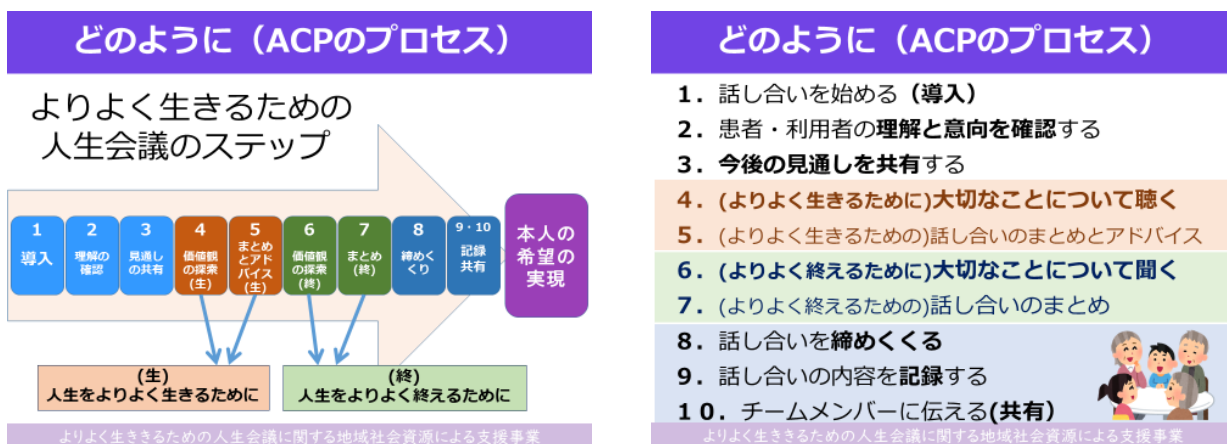 どのように（ACPのプロセス）
よりよく生きるための
人生会議のステップ
1
導入
2
理解の
確認
3
見通し
の共有
4
価値観
の探索
(生)
5
まとめ
とアド
バイス
(生)
6
価値観
の探索
(終)
7
まとめ
(終)
8
締めく
くり
9・10
記録
共有
本人の
希望の
実現
(生)
人生をよりよく生きるために
(終)
人生をよりよく終えるために
よりよく生ききるための人生会議に関する地域社会資源による支援事業
どのように（ACPのプロセス）
1．話し合いを始める（導入）
2．患者・利用者の理解と意向を確認する
3．今後の見通しを共有する
4．(よりよく生きるために)大切なことについて聴く
5．(よりよく生きるための)話し合いのまとめとアドバイス
6．(よりよく終えるために)大切なことについて聞く
7．(よりよく終えるための)話し合いのまとめ
8．話し合いを締めくくる
9．話し合いの内容を記録する
10．チームメンバーに伝える(共有）
よりよく生ききるための人生会議に関する地域社会資源による支援事業